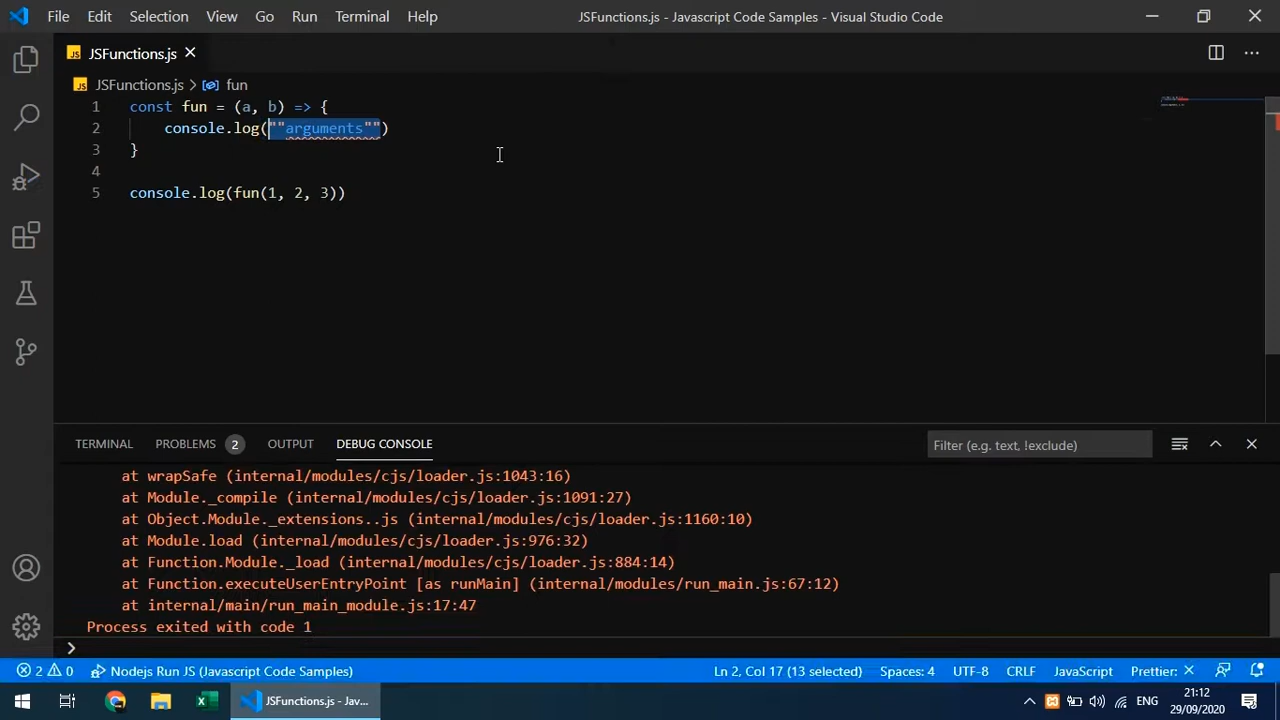 File Edit Selection View Go Run Terminal Help JSFunctions.js - Javascript Code Samples - Visual Studio Code
JS JSFunctions.js
JS JSFunctions.js > fun
1 const fun = (a, b) => {
2 console.log(""arguments"")
3 }
4
5 console.log(fun(1, 2, 3))
TERMINAL PROBLEMS 2 OUTPUT DEBUG CONSOLE Filter (e.g. text, !exclude)
at wrapSafe (internal/modules/cjs/loader.js:1043:16)
at Module._compile (internal/modules/cjs/loader.js:1091:27)
at Object.Module._extensions..js (internal/modules/cjs/loader.js:1160:10)
at Module.load (internal/modules/cjs/loader.js:976:32)
at Function.Module._load (internal/modules/cjs/loader.js:884:14)
at Function.executeUserEntryPoint [as runMain] (internal/modules/run_main.js:67:12)
at internal/main/run_main_module.js:17:47
Process exited with code 1
>
2 0 Nodejs Run JS (Javascript Code Samples) Ln 2, Col 17 (13 selected) Spaces: 4 UTF-8 CRLF JavaScript Prettier: ✕
JSFunctions.js - Jav... ENG 21:12
29/09/2020